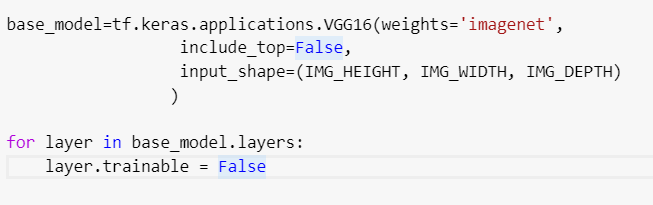 base_model=tf.keras.applications.VGG16(weights='imagenet',
include_top=False,
input_shape=(IMG_HEIGHT, IMG_WIDTH, IMG_DEPTH)
)
for layer in base_model.layers:
layer.trainable = False